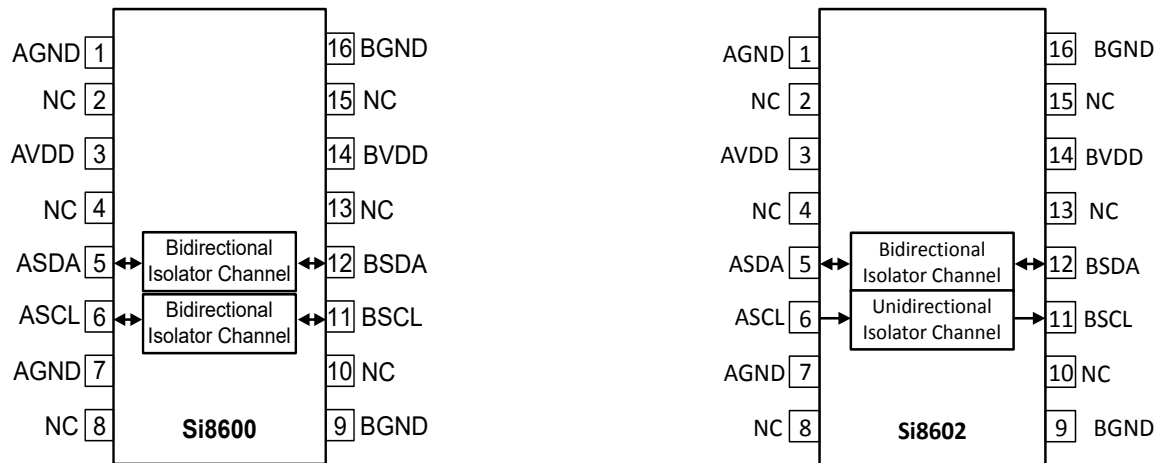 AGND 1
NC 2
AVDD 3
NC 4
ASDA 5
ASCL 6
AGND 7
NC 8
Bidirectional
Isolator Channel
Bidirectional
Isolator Channel
Si8600
16 BGND
15 NC
14 BVDD
13 NC
12 BSDA
11 BSCL
10 NC
9 BGND
AGND 1
NC 2
AVDD 3
NC 4
ASDA 5
ASCL 6
AGND 7
NC 8
Bidirectional
Isolator Channel
Unidirectional
Isolator Channel
Si8602
16 BGND
15 NC
14 BVDD
13 NC
12 BSDA
11 BSCL
10 NC
9 BGND